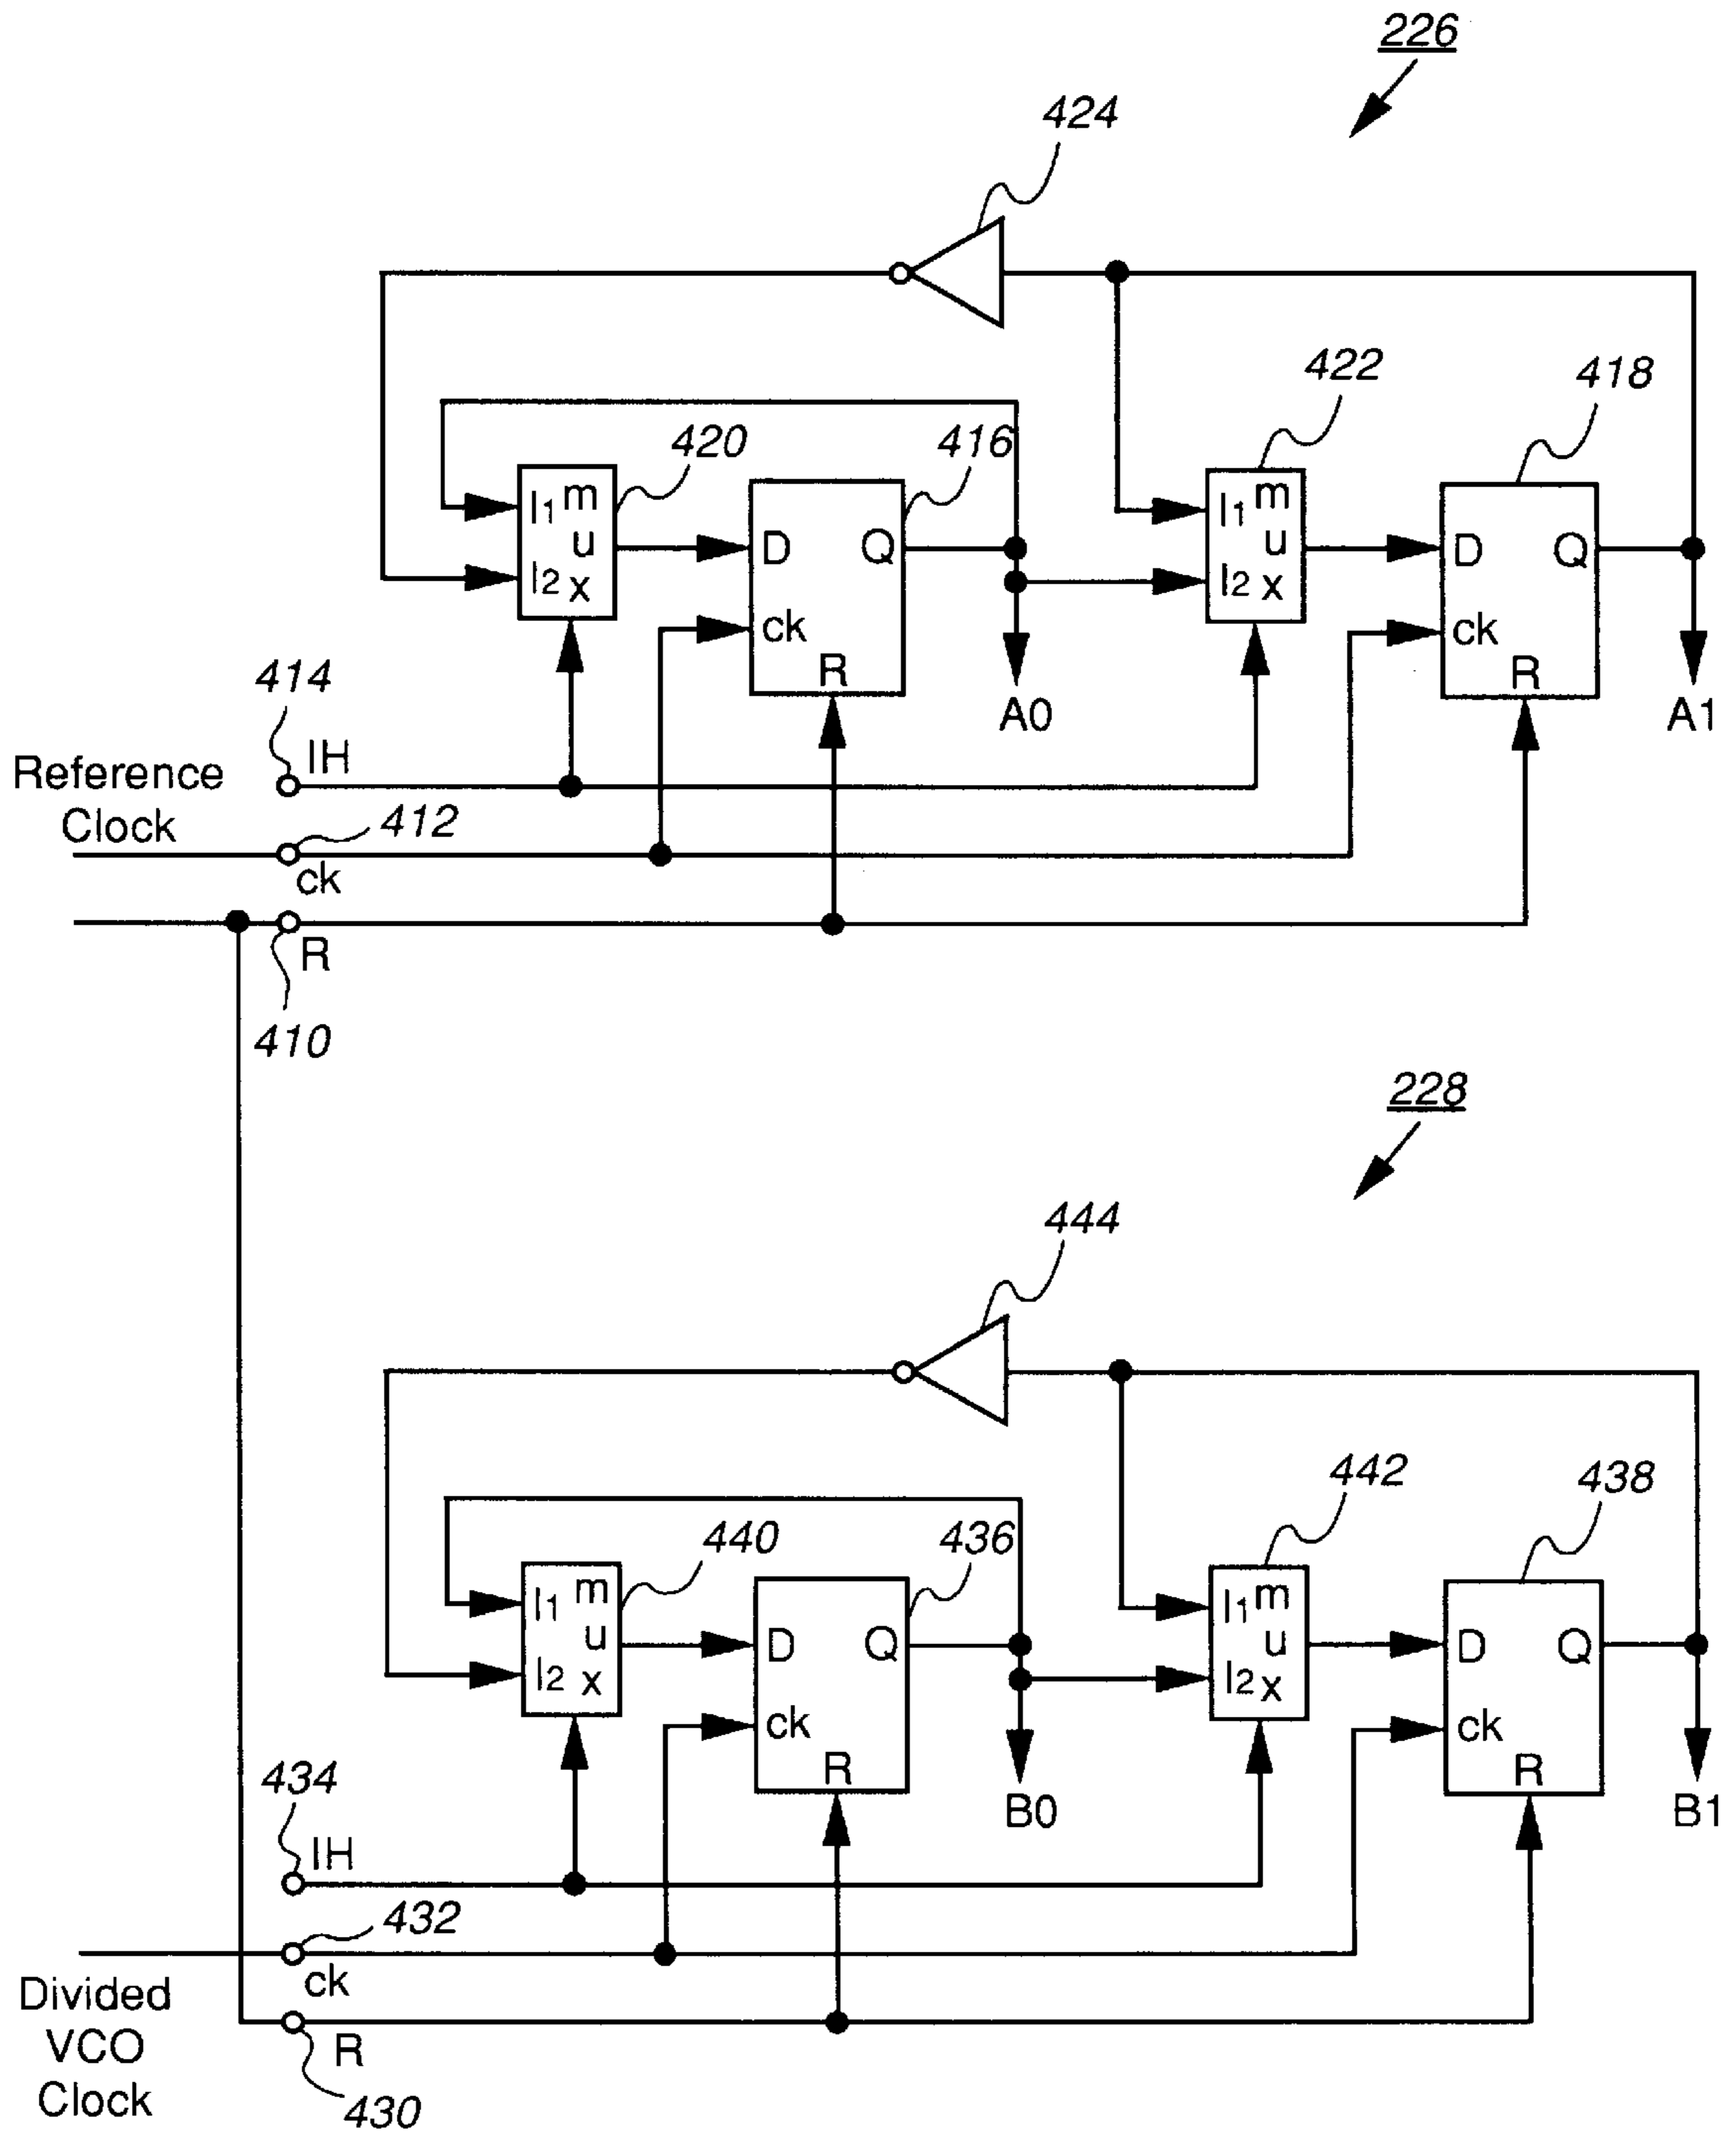 226
424
422
418
420
416
I1 m
u
I2 x
D Q
ck
R
I1 m
u
I2 x
D Q
ck
R
414
IH
A0
A1
Reference
Clock
412
ck
R
410
228
444
442
438
440
436
I1 m
u
I2 x
D Q
ck
R
I1 m
u
I2 x
D Q
ck
R
434
IH
B0
B1
432
ck
Divided
VCO
Clock
R
430